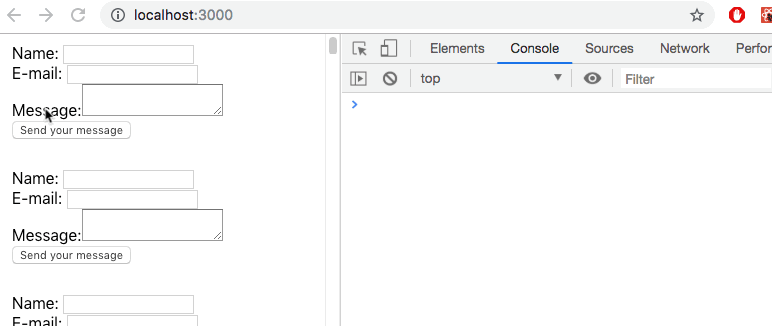 localhost:3000
Elements Console Sources Network Perfor
top Filter
Name:
E-mail:
Message:
Send your message
Name:
E-mail:
Message:
Send your message
Name:
E-mail: